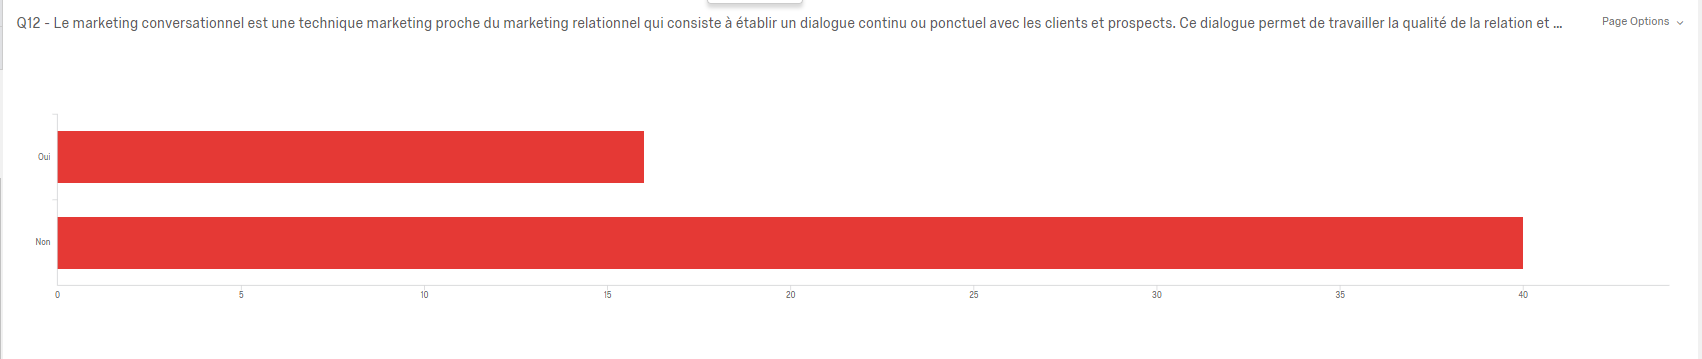 Q12 - Le marketing conversationnel est une technique marketing proche du marketing relationnel qui consiste à établir un dialogue continu ou ponctuel avec les clients et prospects. Ce dialogue permet de travailler la qualité de la relation et ...
Page Options
Oui
Non
0 5 10 15 20 25 30 35 40